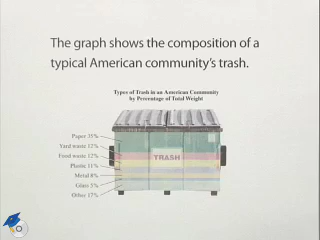 The graph shows the composition of a
typical American community's trash.
Types of Trash in an American Community
by Percentage of Total Weight
Paper 35%
Yard waste 12%
Food waste 12%
Plastic 11%
Metal 8%
Glass 5%
Other 17%
TRASH